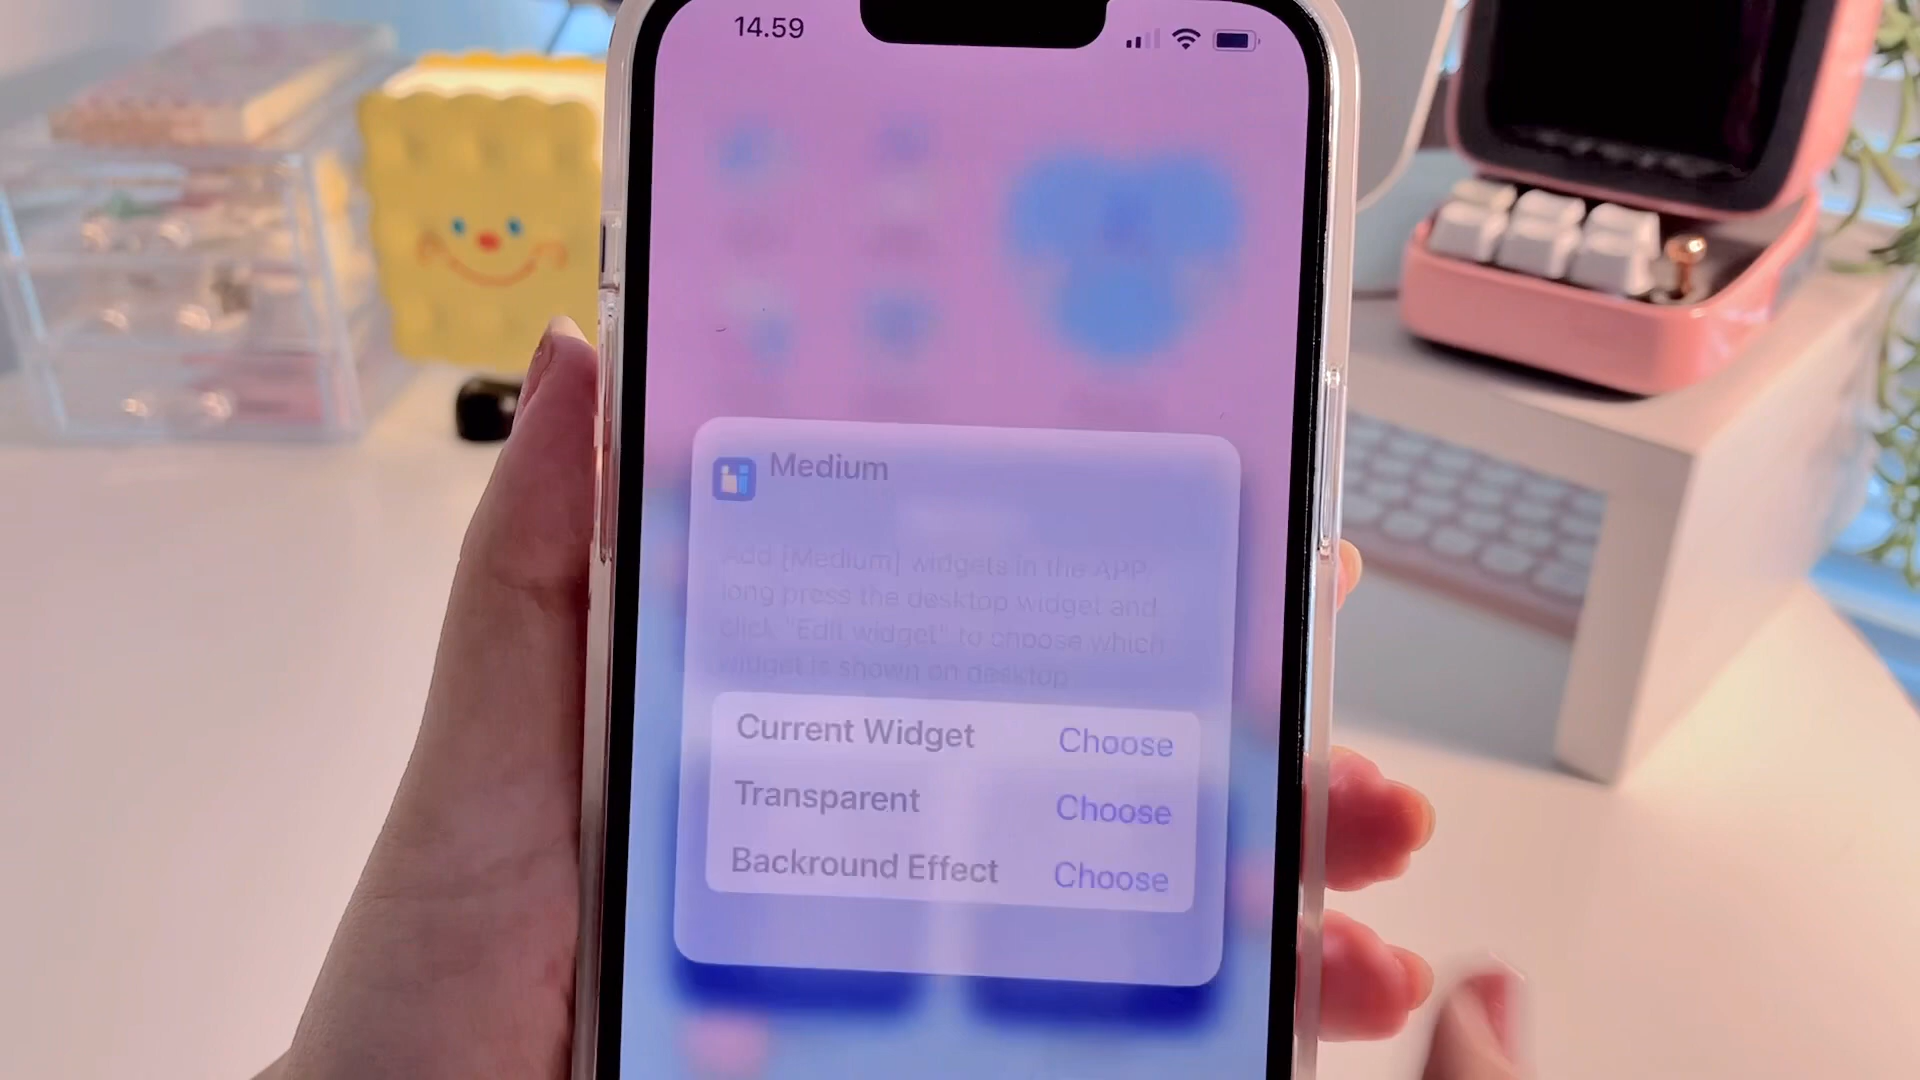 14.59
Medium
Add [Medium] widgets in the APP,
long press the desktop widget and
click "Edit widget" to choose which
widget is shown on desktop
Current Widget Choose
Transparent Choose
Backround Effect Choose